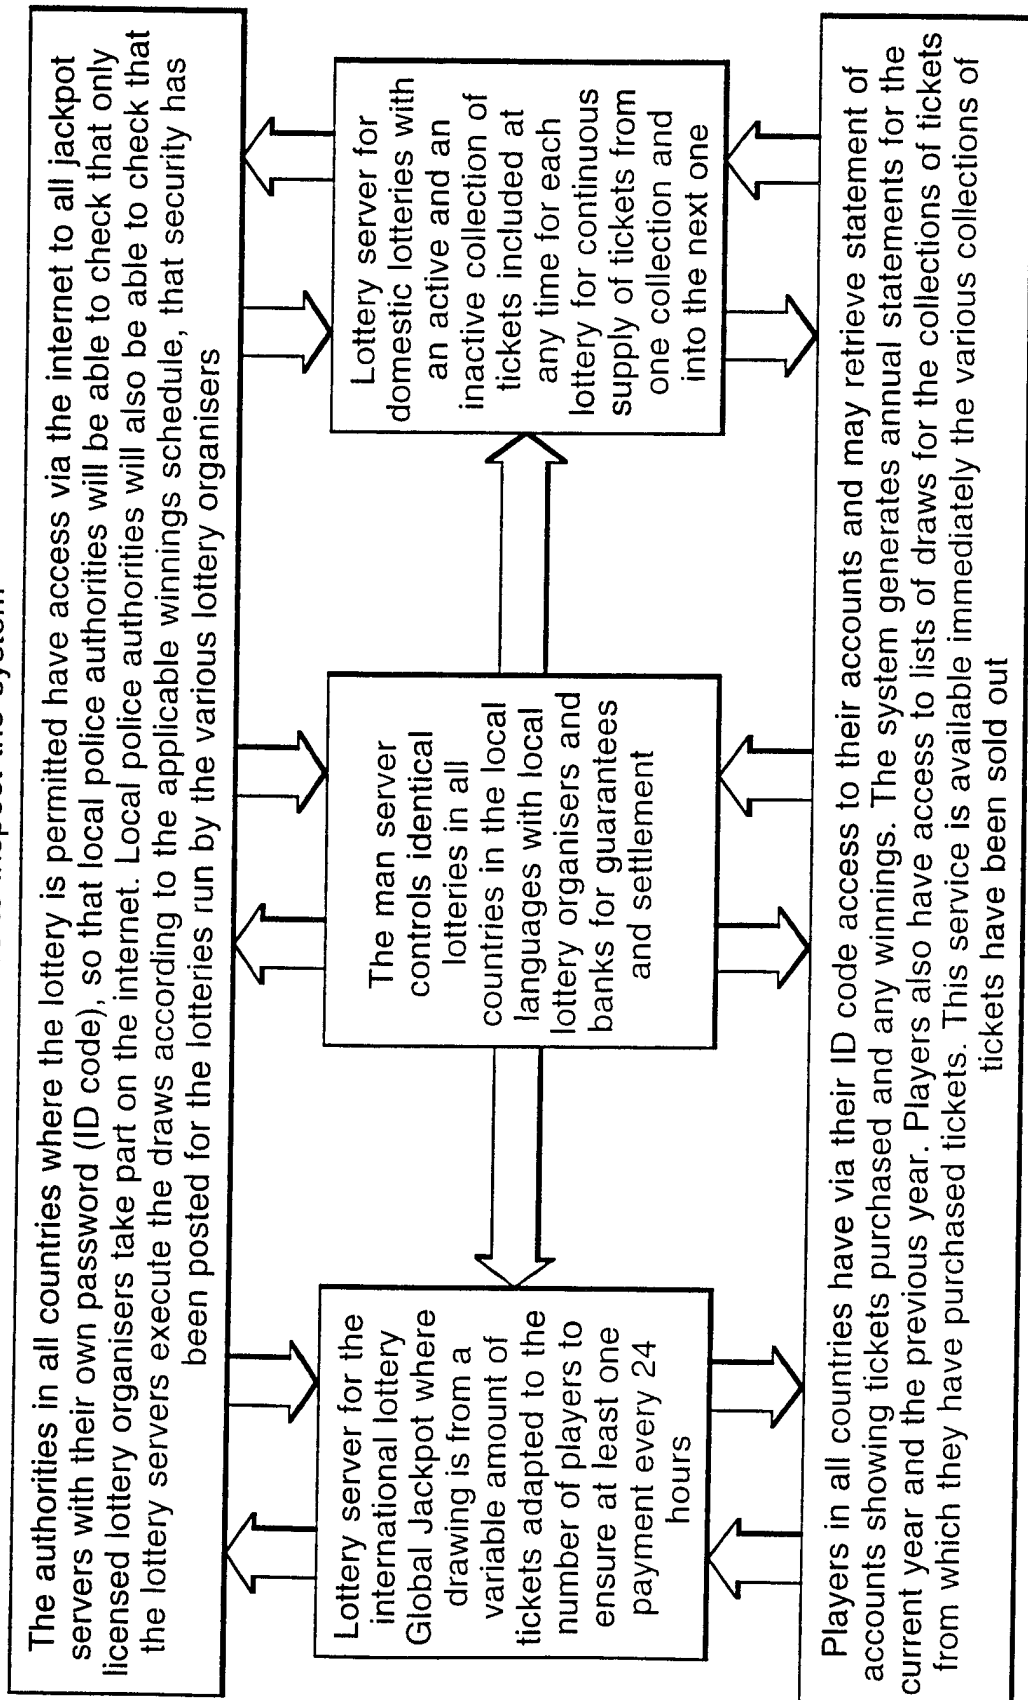 inspect the system
The authorities in all countries where the lottery is permitted have access via the internet to all jackpot
servers with their own password (ID code), so that local police authorities will be able to check that only
licensed lottery organisers take part on the internet. Local police authorities will also be able to check that
the lottery servers execute the draws according to the applicable winnings schedule, that security has
been posted for the lotteries run by the various lottery organisers
Lottery server for the
international lottery
Global Jackpot where
drawing is from a
variable amount of
tickets adapted to the
number of players to
ensure at least one
payment every 24
hours
The man server
controls identical
lotteries in all
countries in the local
languages with local
lottery organisers and
banks for guarantees
and settlement
Lottery server for
domestic lotteries with
an active and an
inactive collection of
tickets included at
any time for each
lottery for continuous
supply of tickets from
one collection and
into the next one
Players in all countries have via their ID code access to their accounts and may retrieve statement of
accounts showing tickets purchased and any winnings. The system generates annual statements for the
current year and the previous year. Players also have access to lists of draws for the collections of tickets
from which they have purchased tickets. This service is available immediately the various collections of
tickets have been sold out